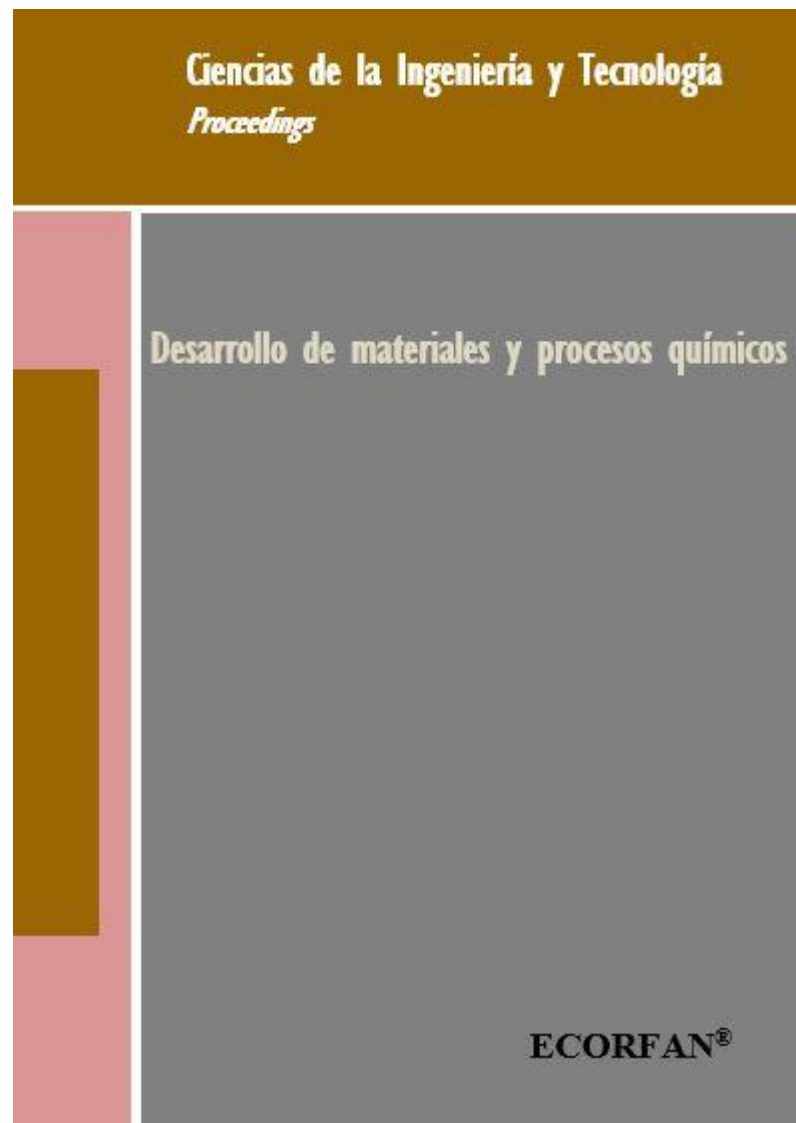 Ciencias de la Ingeniería y Tecnología
Proceedings
Desarrollo de materiales y procesos químicos
ECORFAN®